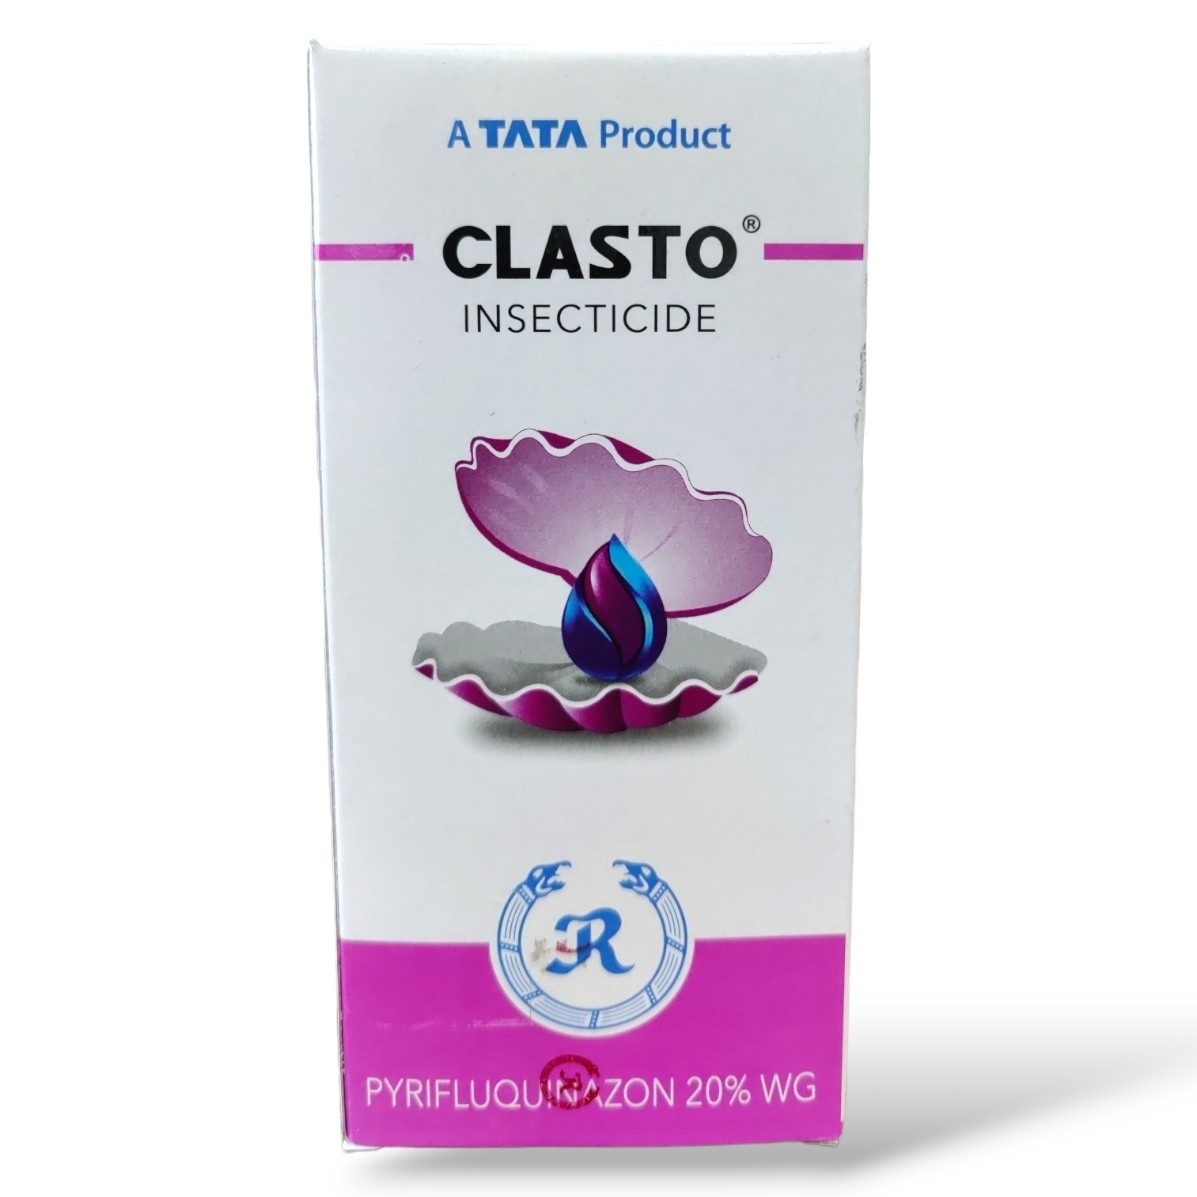 A TATA Product
CLASTO®
INSECTICIDE
R
PYRIFLUQUINAZON 20% WG